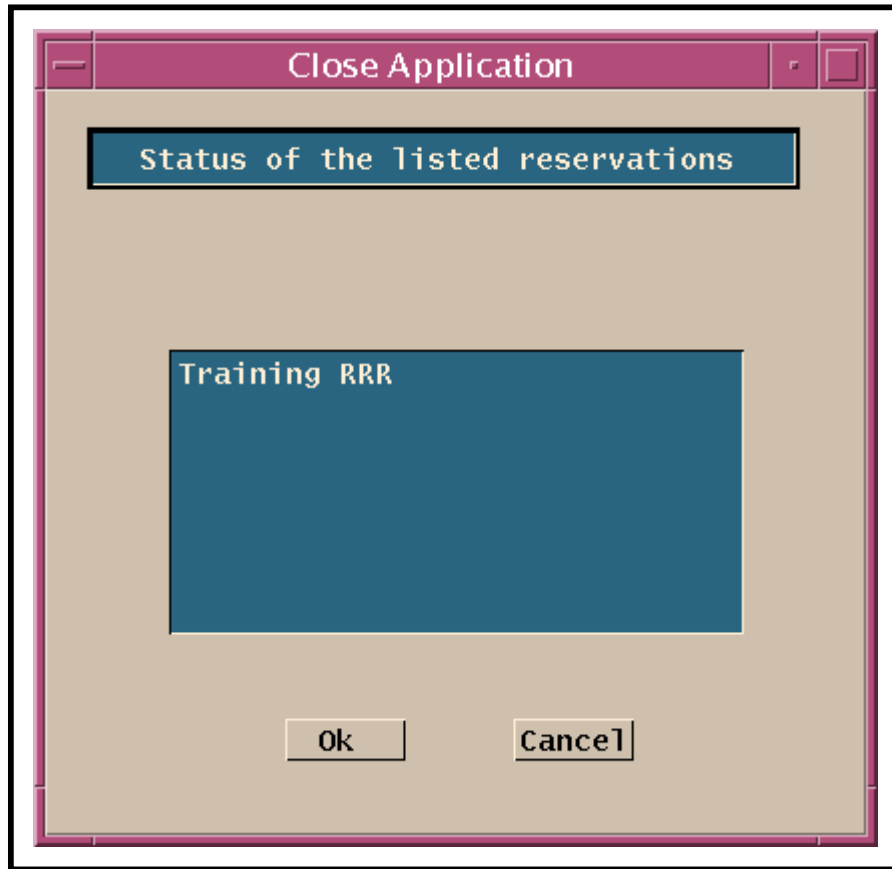 Close Application
Status of the listed reservations
Training RRR
Ok
Cancel